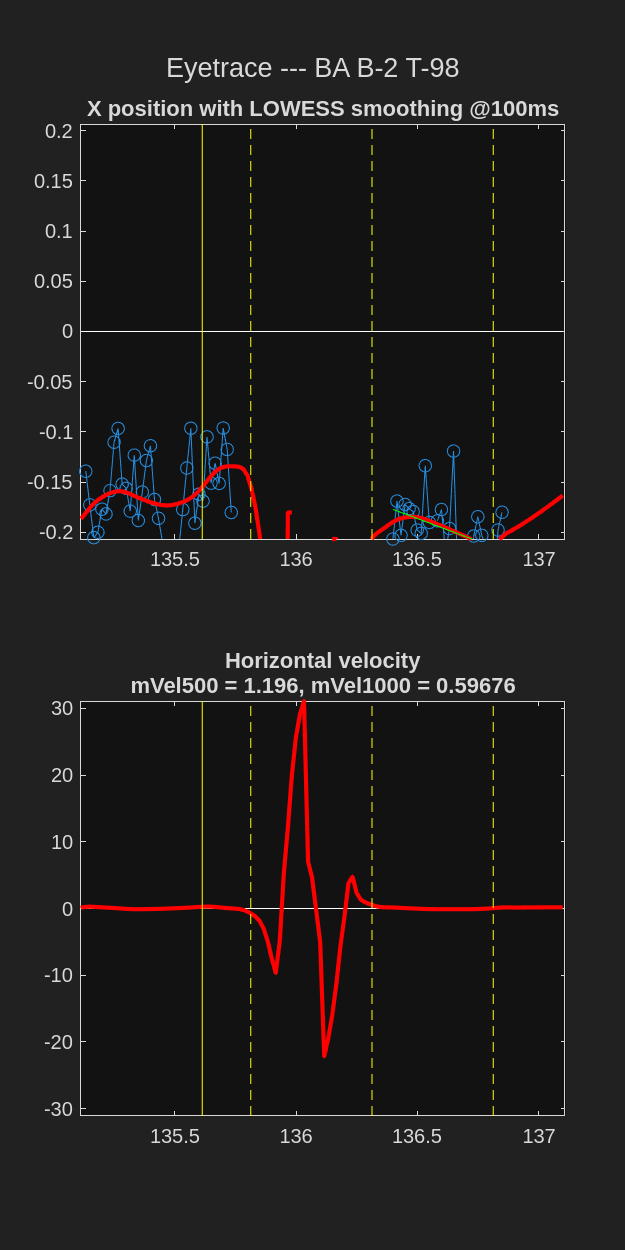 Eyetrace --- BA B-2 T-98
X position with LOWESS smoothing @100ms
0.2
0.15
0.1
0.05
0
-0.05
-0.1
-0.15
-0.2
135.5 136 136.5 137
Horizontal velocity
mVel500 = 1.196, mVel1000 = 0.59676
30
20
10
0
-10
-20
-30
135.5 136 136.5 137